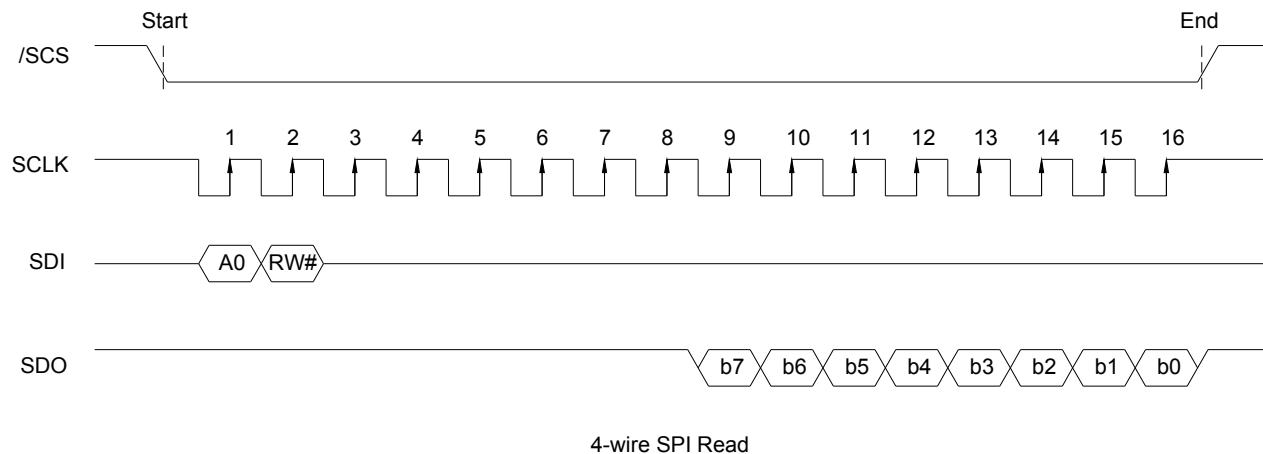 Start End
/SCS
1 2 3 4 5 6 7 8 9 10 11 12 13 14 15 16
SCLK
SDI A0 RW#
SDO b7 b6 b5 b4 b3 b2 b1 b0
4-wire SPI Read